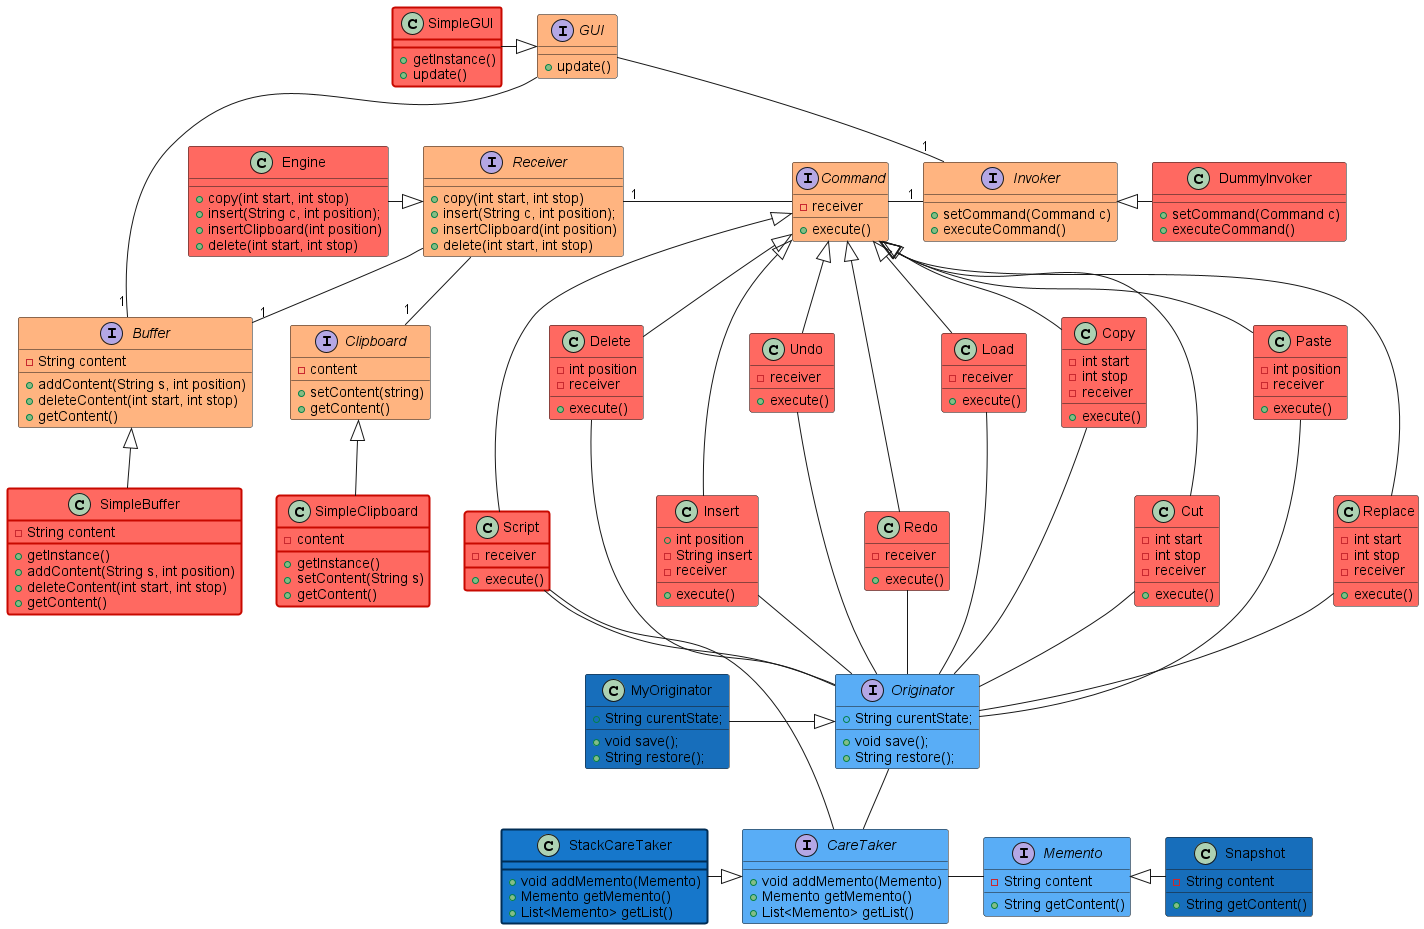 C SimpleGUI
getInstance()
update()
I GUI
update()
1
C Engine
copy(int start, int stop)
insert(String c, int position);
insertClipboard(int position)
delete(int start, int stop)
I Receiver
copy(int start, int stop)
insert(String c, int position);
insertClipboard(int position)
delete(int start, int stop)
1
I Command
receiver
execute()
1
I Invoker
setCommand(Command c)
executeCommand()
C DummyInvoker
setCommand(Command c)
executeCommand()
1
1
1
I Buffer
String content
addContent(String s, int position)
deleteContent(int start, int stop)
getContent()
I Clipboard
content
setContent(string)
getContent()
C Delete
int position
receiver
execute()
C Undo
receiver
execute()
C Load
receiver
execute()
C Copy
int start
int stop
receiver
execute()
C Paste
int position
receiver
execute()
C SimpleBuffer
String content
getInstance()
addContent(String s, int position)
deleteContent(int start, int stop)
getContent()
C SimpleClipboard
content
getInstance()
setContent(String s)
getContent()
C Script
receiver
execute()
C Insert
int position
String insert
receiver
execute()
C Redo
receiver
execute()
C Cut
int start
int stop
receiver
execute()
C Replace
int start
int stop
receiver
execute()
C MyOriginator
String curentState;
void save();
String restore();
I Originator
String curentState;
void save();
String restore();
C StackCareTaker
void addMemento(Memento)
Memento getMemento()
List<Memento> getList()
I CareTaker
void addMemento(Memento)
Memento getMemento()
List<Memento> getList()
I Memento
String content
String getContent()
C Snapshot
String content
String getContent()